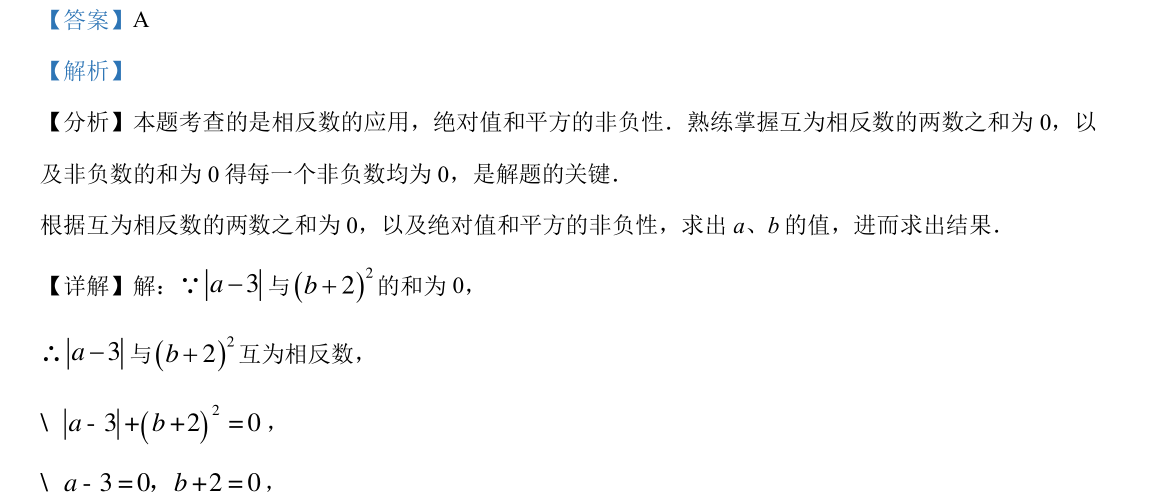 【答案】A
【解析】
【分析】本题考查的是相反数的应用，绝对值和平方的非负性．熟练掌握互为相反数的两数之和为 0，以
及非负数的和为 0 得每一个非负数均为 0，是解题的关键．
根据互为相反数的两数之和为 0，以及绝对值和平方的非负性，求出 a、b 的值，进而求出结果．
【详解】解：∵|a−3|与(b+2)²的和为 0，
∴|a−3|与(b+2)²互为相反数，
\ |a- 3|+(b+2)² =0，
\ a- 3=0，b+2=0，